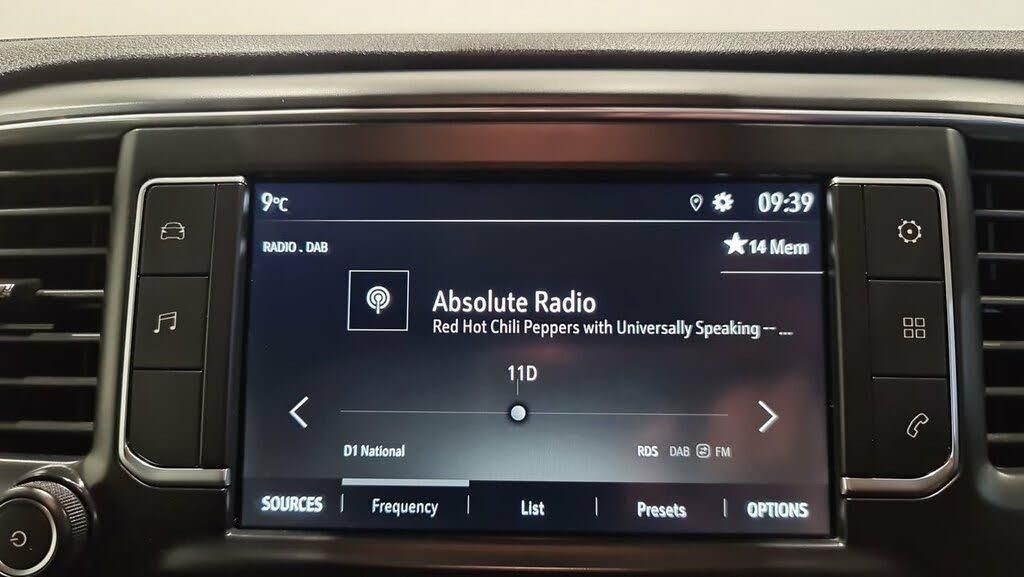 9°C
09:39
RADIO . DAB
★14 Mem
Absolute Radio
Red Hot Chili Peppers with Universally Speaking -- ...
11D
D1 National
RDS DAB FM
SOURCES Frequency List Presets OPTIONS